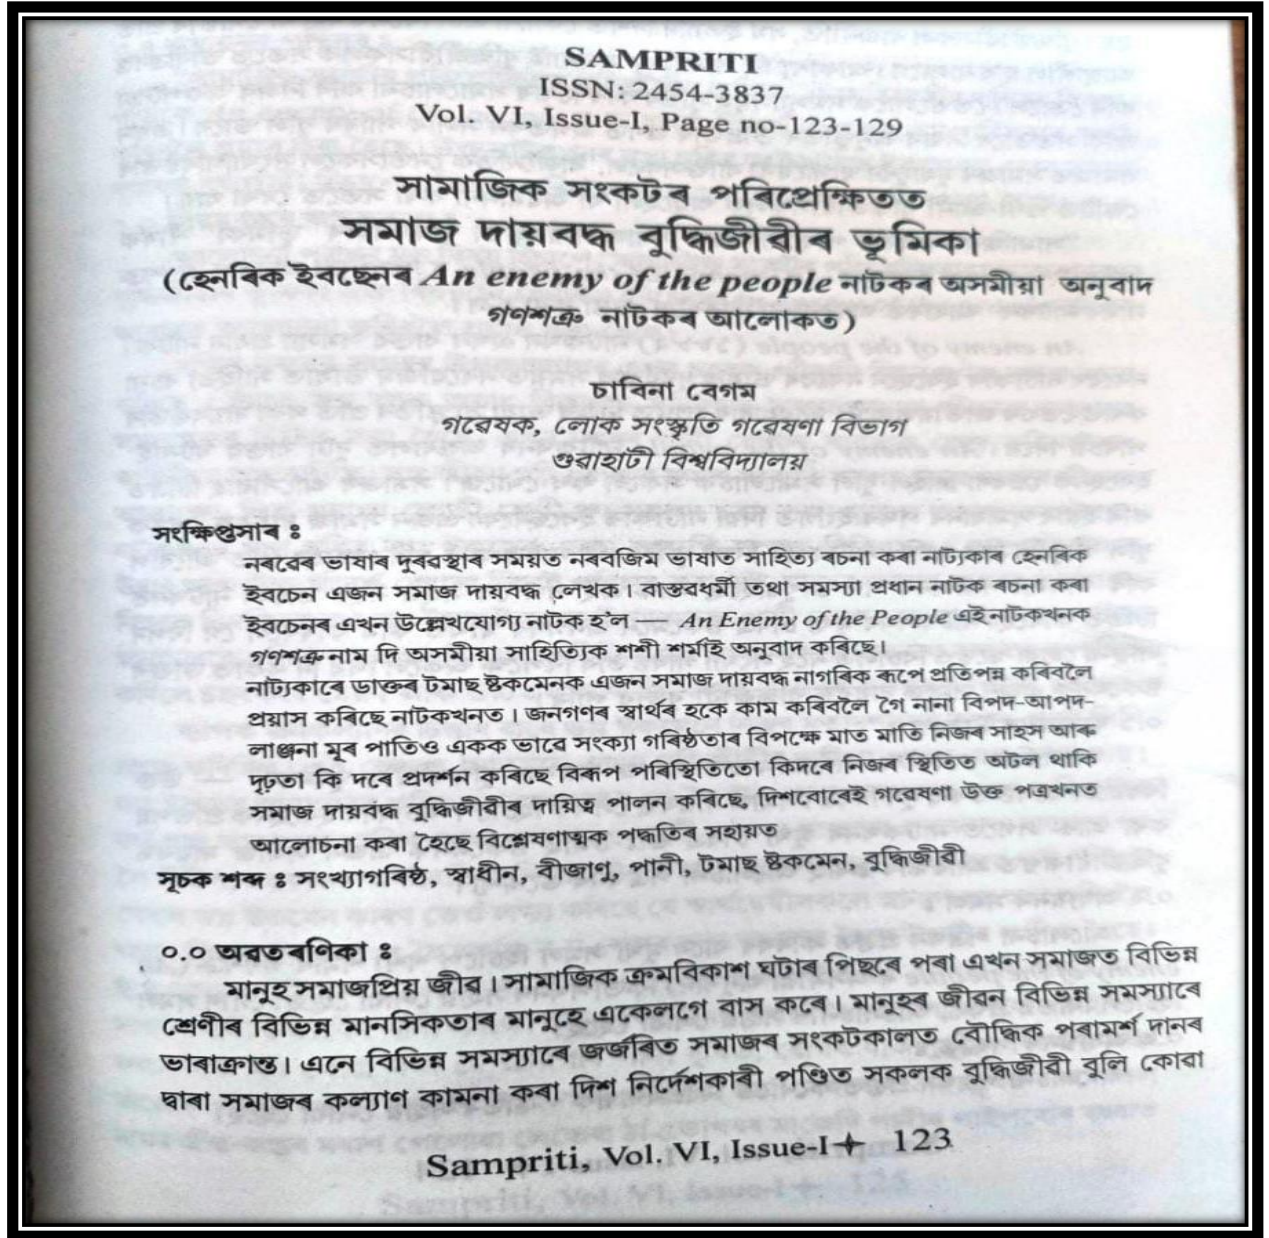 SAMPRITI
ISSN: 2454-3837
Vol. VI, Issue-I, Page no-123-129
সামাজিক সংকটৰ পৰিপ্ৰেক্ষিতত
সমাজ দায়বদ্ধ বুদ্ধিজীৱীৰ ভূমিকা
(হেনৰিক ইবছেনৰ An enemy of the people নাটকৰ অসমীয়া অনুবাদ
গণশত্ৰু নাটকৰ আলোকত)
চাবিনা বেগম
গৱেষক, লোক সংস্কৃতি গৱেষণা বিভাগ
গুৱাহাটী বিশ্ববিদ্যালয়
সংক্ষিপ্তসাৰ ঃ
নৰৱেৰ ভাষাৰ দুৰৱস্থাৰ সময়ত নৰবজিম ভাষাত সাহিত্য ৰচনা কৰা নাট্যকাৰ হেনৰিক
ইবচেন এজন সমাজ দায়বদ্ধ লেখক। বাস্তৱধৰ্মী তথা সমস্যা প্ৰধান নাটক ৰচনা কৰা
ইবচেনৰ এখন উল্লেখযোগ্য নাটক হ'ল — An Enemy of the People এই নাটকখনক
গণশত্ৰু নাম দি অসমীয়া সাহিত্যিক শশী শৰ্মাই অনুবাদ কৰিছে।
নাট্যকাৰে ডাক্তৰ টমাছ ষ্টকমেনক এজন সমাজ দায়বদ্ধ নাগৰিক ৰূপে প্ৰতিপন্ন কৰিবলৈ
প্ৰয়াস কৰিছে নাটকখনত। জনগণৰ স্বাৰ্থৰ হকে কাম কৰিবলৈ গৈ নানা বিপদ-আপদ-
লাঞ্ছনা মূৰ পাতিও একক ভাৱে সংক্যা গৰিষ্ঠতাৰ বিপক্ষে মাত মাতি নিজৰ সাহস আৰু
দৃঢ়তা কি দৰে প্ৰদৰ্শন কৰিছে বিৰূপ পৰিস্থিতিতো কিদৰে নিজৰ স্থিতিত অটল থাকি
সমাজ দায়বদ্ধ বুদ্ধিজীৱীৰ দায়িত্ব পালন কৰিছে, দিশবোৰেই গৱেষণা উক্ত পত্ৰখনত
আলোচনা কৰা হৈছে বিশ্লেষণাত্মক পদ্ধতিৰ সহায়ত
সূচক শব্দ ঃ সংখ্যাগৰিষ্ঠ, স্বাধীন, বীজাণু, পানী, টমাছ ষ্টকমেন, বুদ্ধিজীৱী
০.০ অৱতৰণিকা ঃ
মানুহ সমাজপ্ৰিয় জীৱ। সামাজিক ক্ৰমবিকাশ ঘটাৰ পিছৰে পৰা এখন সমাজত বিভিন্ন
শ্ৰেণীৰ বিভিন্ন মানসিকতাৰ মানুহে একেলগে বাস কৰে। মানুহৰ জীৱন বিভিন্ন সমস্যাৰে
ভাৰাক্ৰান্ত। এনে বিভিন্ন সমস্যাৰে জৰ্জৰিত সমাজৰ সংকটকালত বৌদ্ধিক পৰামৰ্শ দানৰ
দ্বাৰা সমাজৰ কল্যাণ কামনা কৰা দিশ নিৰ্দেশকাৰী পণ্ডিত সকলক বুদ্ধিজীৱী বুলি কোৱা
Sampriti, Vol. VI, Issue-I✦ 123